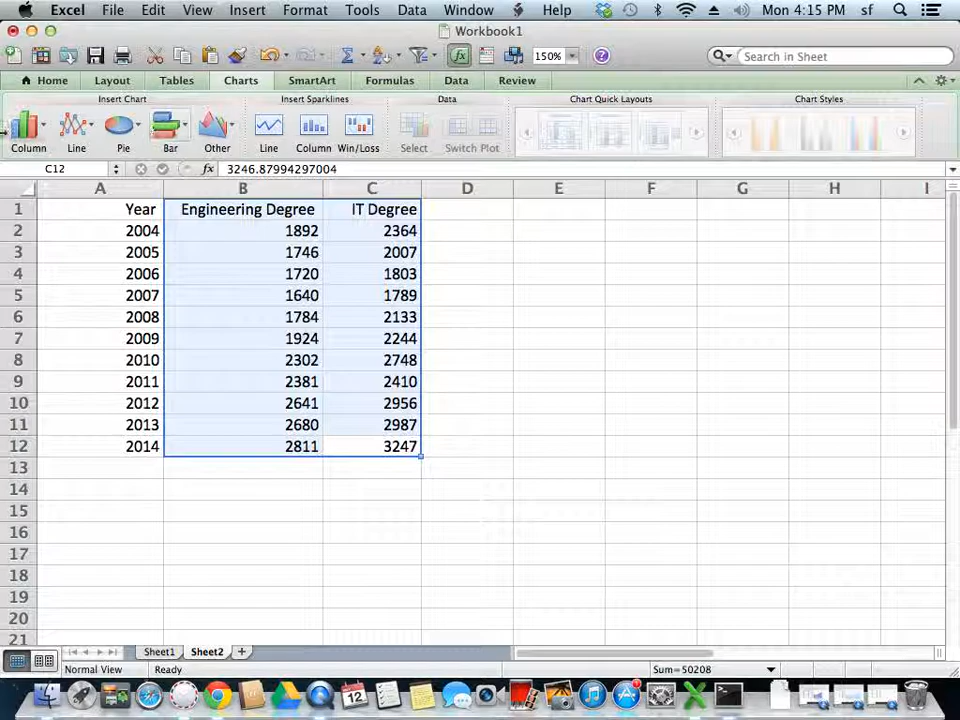 Excel File Edit View Insert Format Tools Data Window Help Mon 4:15 PM sf
Workbook1
150% Search in Sheet
Home Layout Tables Charts SmartArt Formulas Data Review
Insert Chart Insert Sparklines Data Chart Quick Layouts Chart Styles
Column Line Pie Bar Other Line Column Win/Loss Select Switch Plot
C12 fx 3246.87994297004
A B C D E F G H I
1 Year Engineering Degree IT Degree
2 2004 1892 2364
3 2005 1746 2007
4 2006 1720 1803
5 2007 1640 1789
6 2008 1784 2133
7 2009 1924 2244
8 2010 2302 2748
9 2011 2381 2410
10 2012 2641 2956
11 2013 2680 2987
12 2014 2811 3247
13
14
15
16
17
18
19
20
21
Sheet1 Sheet2 +
Normal View Ready Sum=50208
12